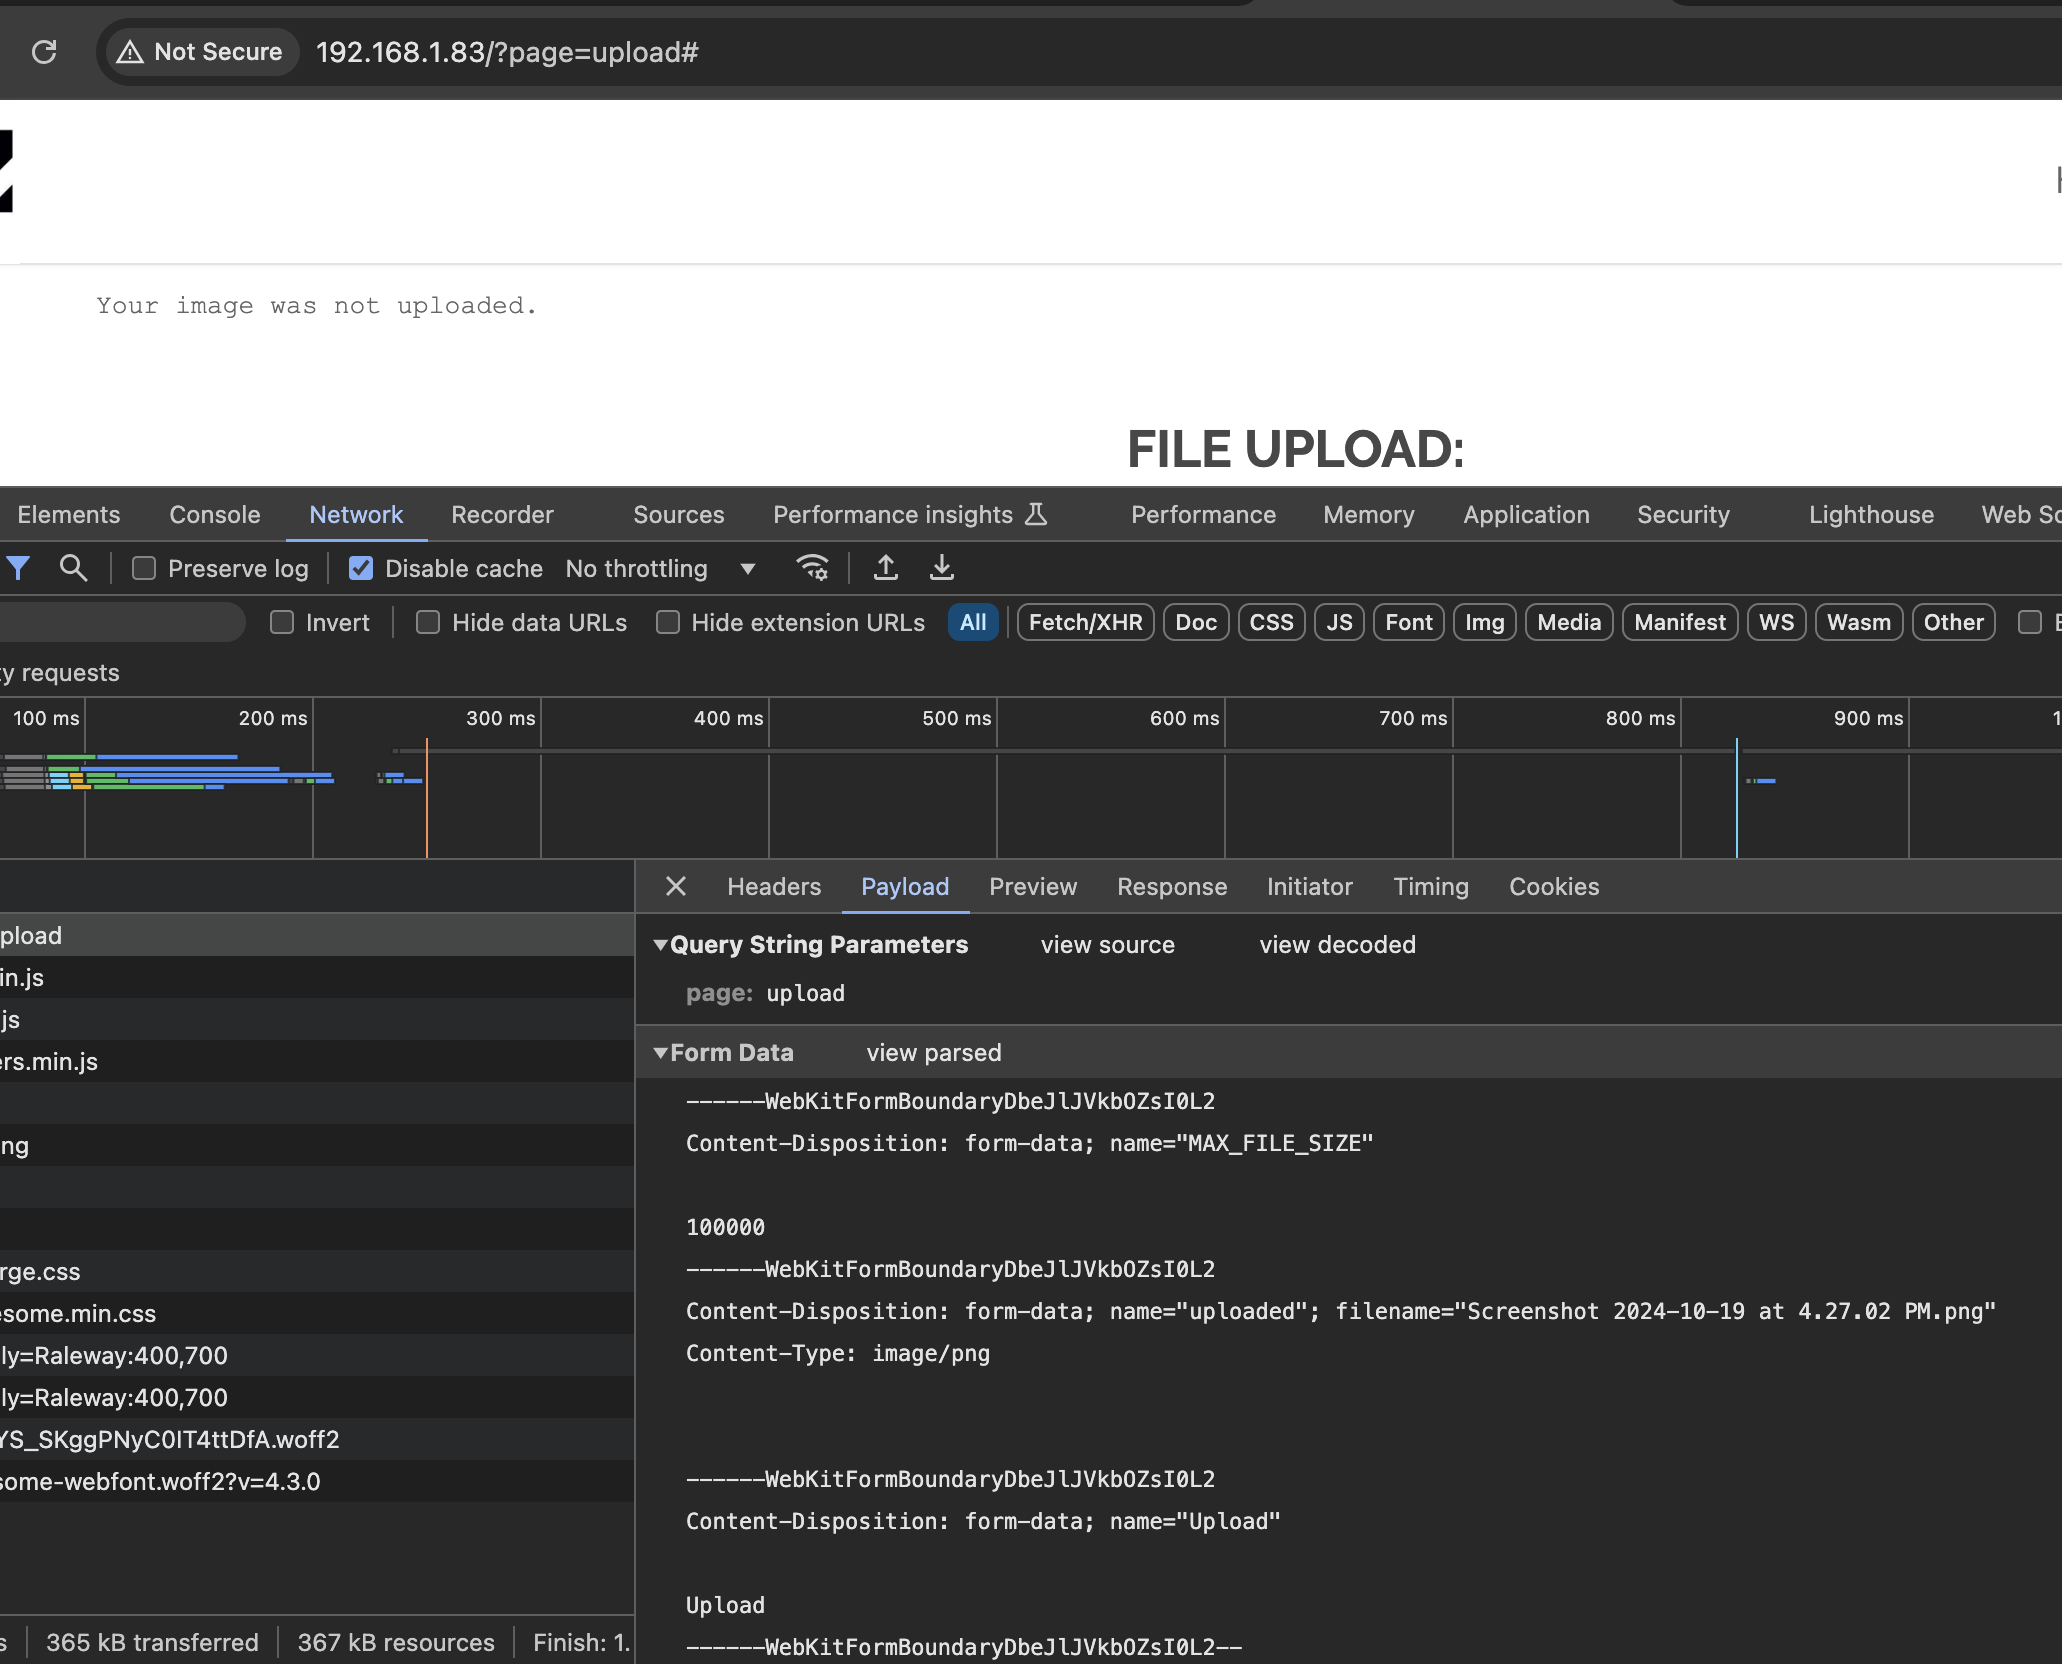 Not Secure 192.168.1.83/?page=upload#
Your image was not uploaded.
FILE UPLOAD:
Elements Console Network Recorder Sources Performance insights Performance Memory Application Security Lighthouse Web So
Preserve log Disable cache No throttling
Invert Hide data URLs Hide extension URLs All Fetch/XHR Doc CSS JS Font Img Media Manifest WS Wasm Other
y requests
100 ms 200 ms 300 ms 400 ms 500 ms 600 ms 700 ms 800 ms 900 ms 1
Headers Payload Preview Response Initiator Timing Cookies
pload
in.js
js
ers.min.js
ng
rge.css
esome.min.css
ly=Raleway:400,700
ly=Raleway:400,700
YS_SKggPNyC0IT4ttDfA.woff2
some-webfont.woff2?v=4.3.0
s 365 kB transferred 367 kB resources Finish: 1.
Query String Parameters view source view decoded
page: upload
Form Data view parsed
------WebKitFormBoundaryDbeJlJVkbOZsI0L2
Content-Disposition: form-data; name="MAX_FILE_SIZE"
100000
------WebKitFormBoundaryDbeJlJVkbOZsI0L2
Content-Disposition: form-data; name="uploaded"; filename="Screenshot 2024-10-19 at 4.27.02 PM.png"
Content-Type: image/png
------WebKitFormBoundaryDbeJlJVkbOZsI0L2
Content-Disposition: form-data; name="Upload"
Upload
------WebKitFormBoundaryDbeJlJVkbOZsI0L2--